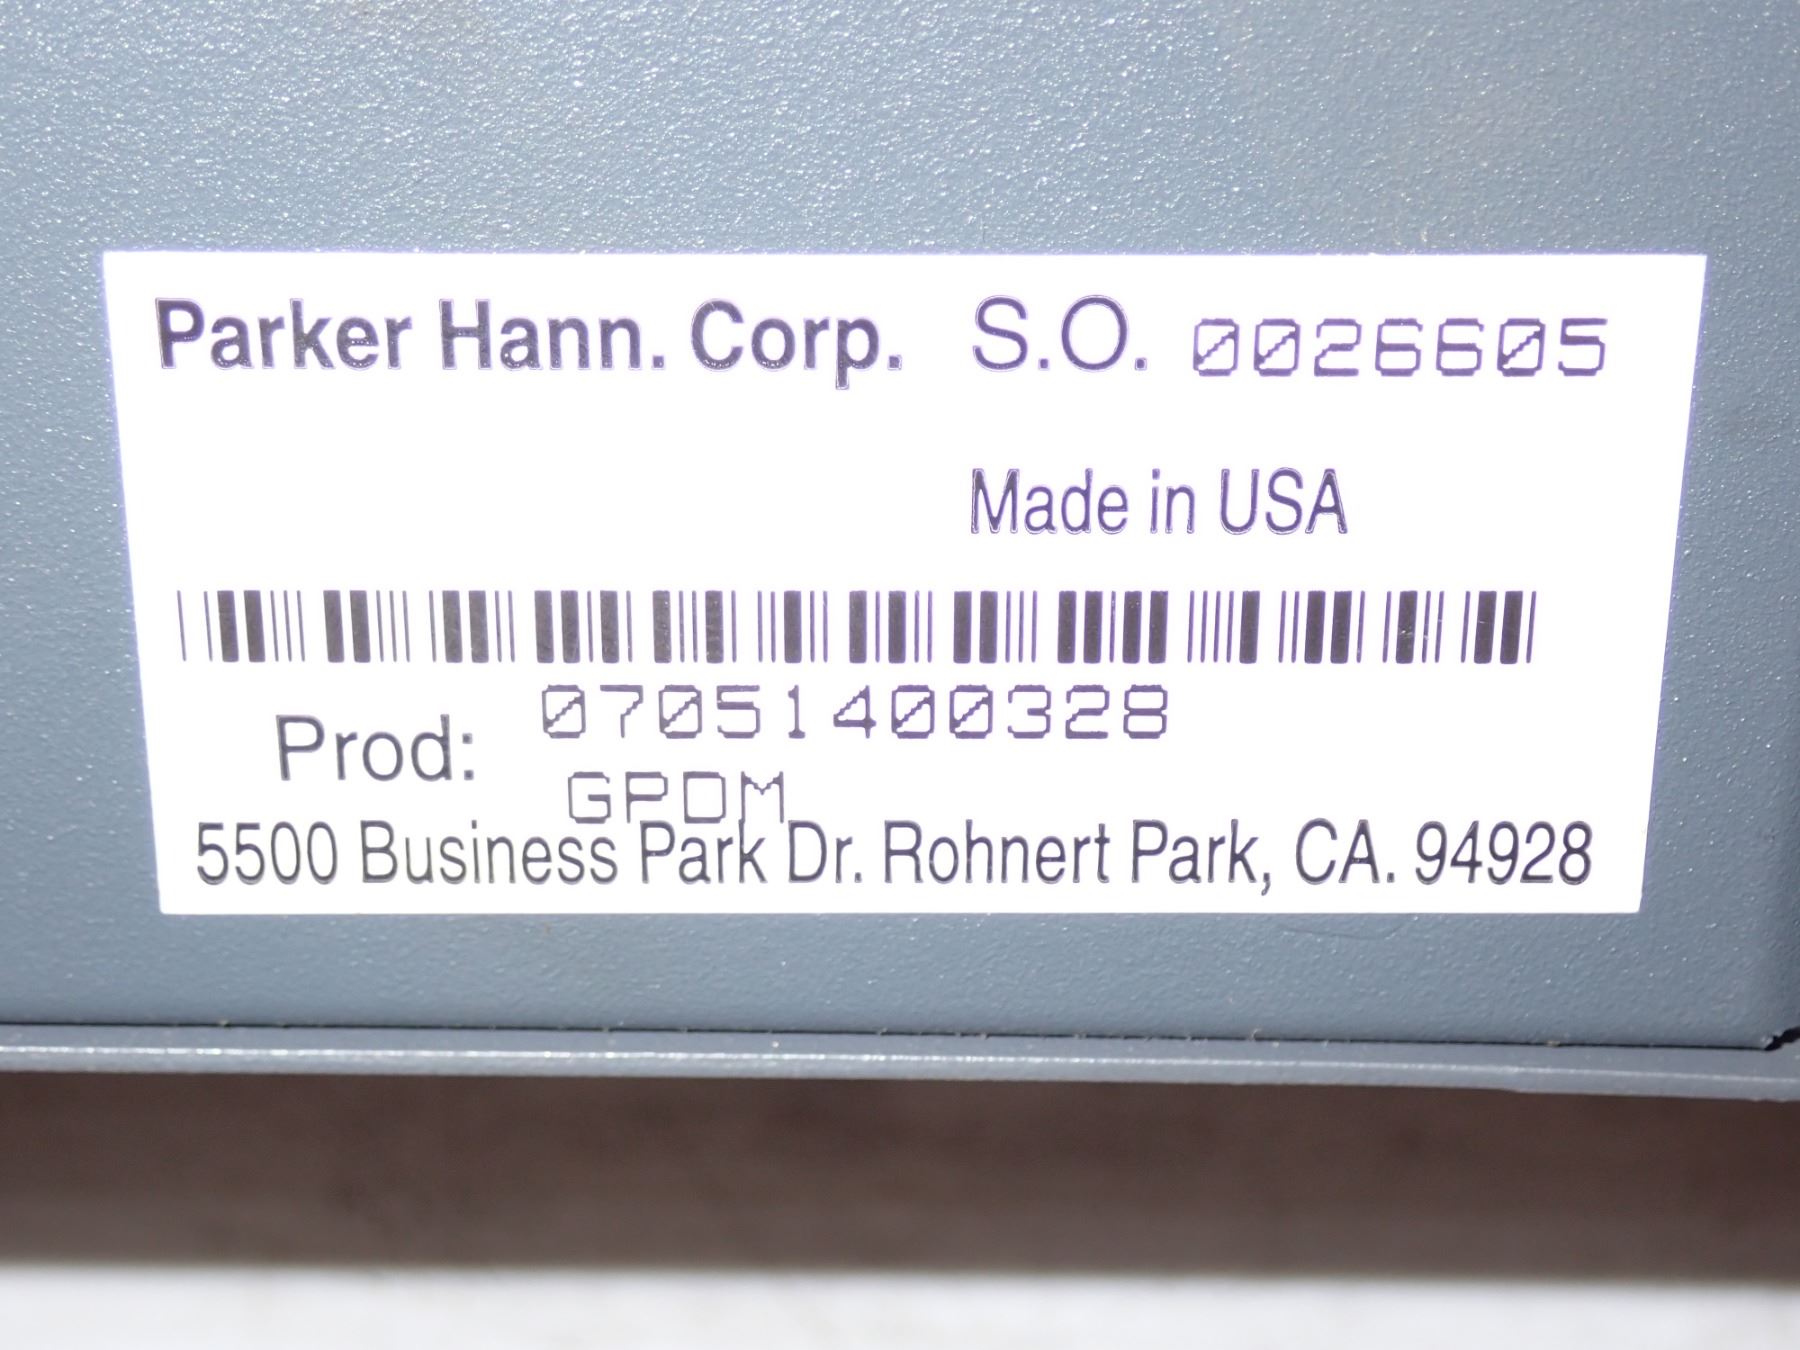 Parker Hann. Corp. S.O. 0026605
Made in USA
07051400328
Prod:
GPDM
5500 Business Park Dr. Rohnert Park, CA. 94928